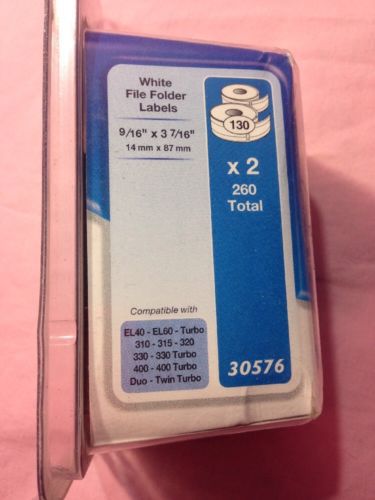 White
File Folder
Labels
9/16" x 3 7/16"
14 mm x 87 mm
130
x 2
260
Total
Compatible with
EL40 - EL60 - Turbo
310 - 315 - 320
330 - 330 Turbo
400 - 400 Turbo
Duo - Twin Turbo
30576